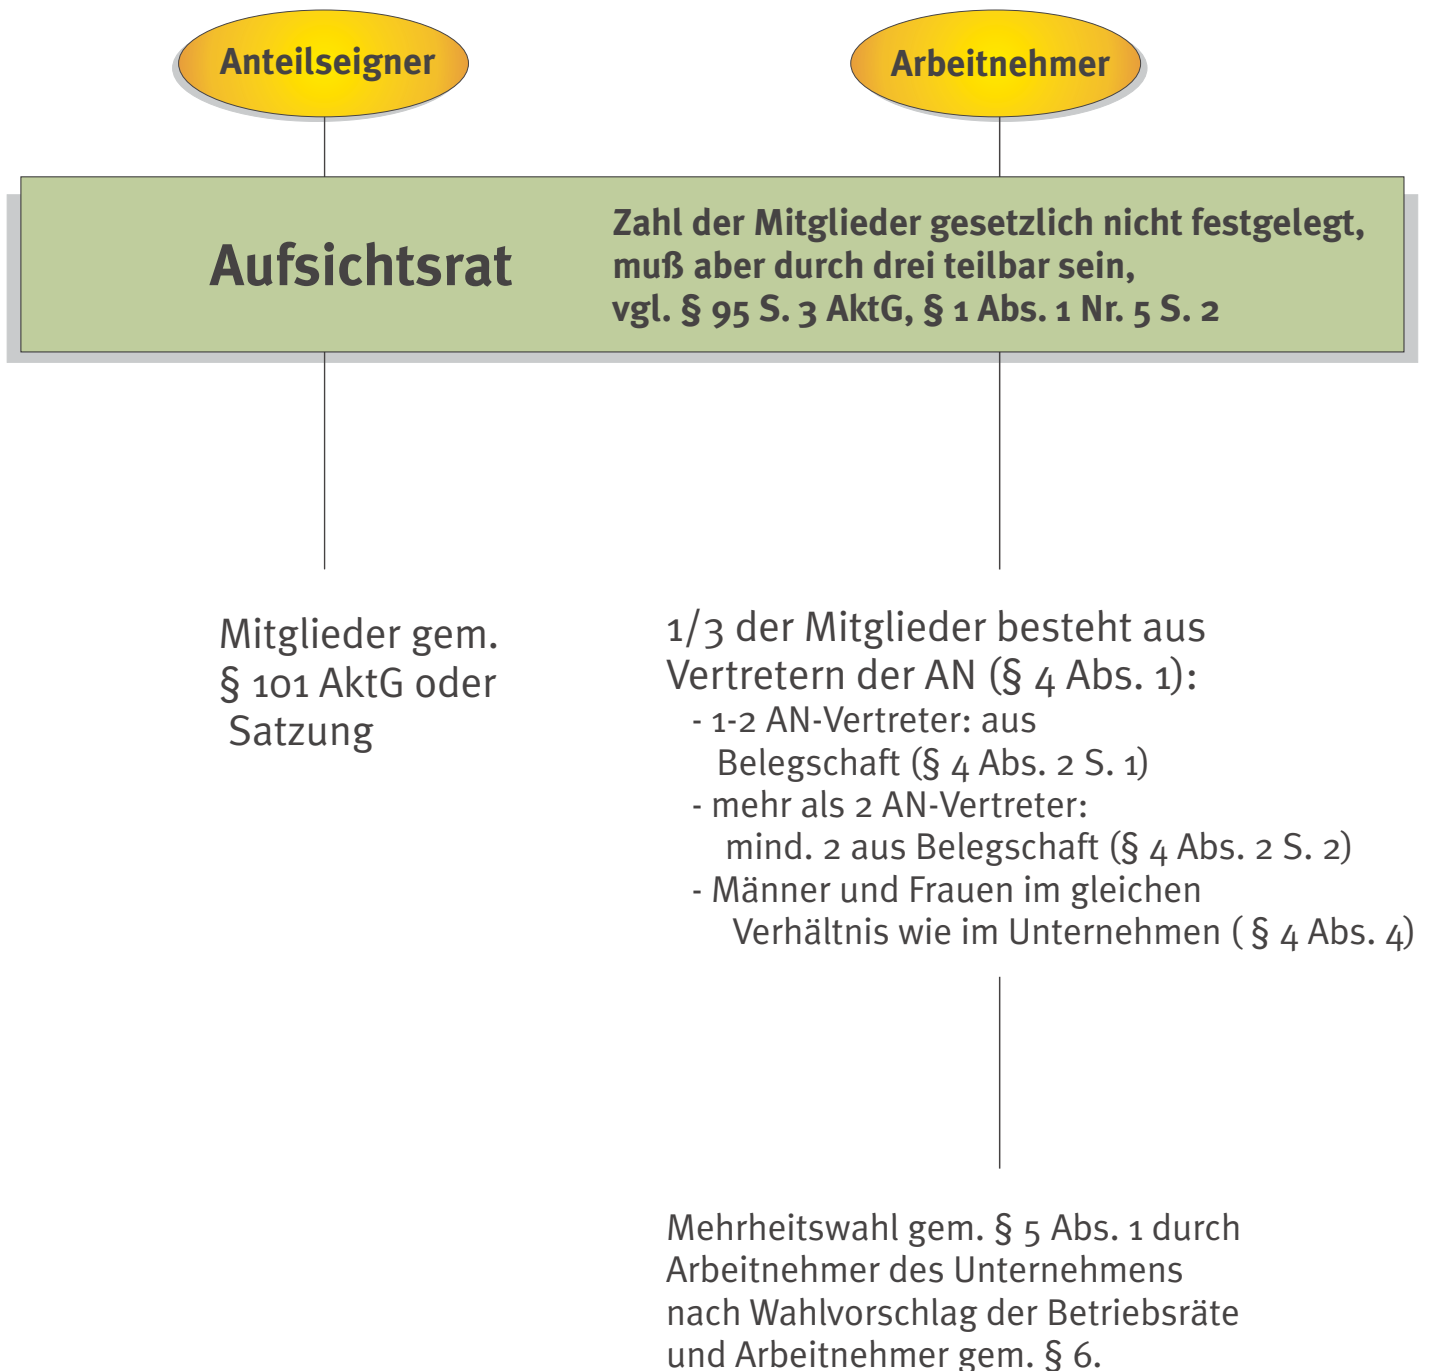 Anteilseigner
Arbeitnehmer
Aufsichtsrat
Zahl der Mitglieder gesetzlich nicht festgelegt,
muß aber durch drei teilbar sein,
vgl. § 95 S. 3 AktG, § 1 Abs. 1 Nr. 5 S. 2
Mitglieder gem.
§ 101 AktG oder
Satzung
1/3 der Mitglieder besteht aus
Vertretern der AN (§ 4 Abs. 1):
- 1-2 AN-Vertreter: aus
Belegschaft (§ 4 Abs. 2 S. 1)
- mehr als 2 AN-Vertreter:
mind. 2 aus Belegschaft (§ 4 Abs. 2 S. 2)
- Männer und Frauen im gleichen
Verhältnis wie im Unternehmen ( § 4 Abs. 4)
Mehrheitswahl gem. § 5 Abs. 1 durch
Arbeitnehmer des Unternehmens
nach Wahlvorschlag der Betriebsräte
und Arbeitnehmer gem. § 6.